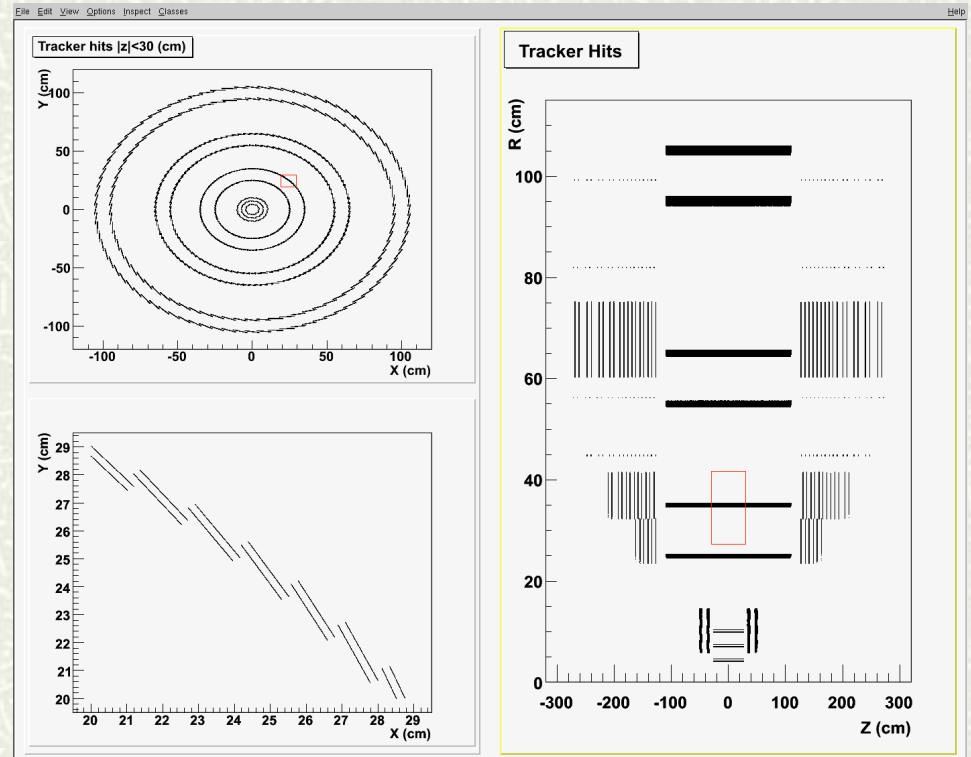 File Edit View Options Inspect Classes Help
Tracker hits |z|<30 (cm)
Y (cm)
100
50
0
-50
-100
-100 -50 0 50 100
X (cm)
Y (cm)
29
28
27
26
25
24
23
22
21
20
20 21 22 23 24 25 26 27 28 29
X (cm)
Tracker Hits
R (cm)
100
80
60
40
20
0
-300 -200 -100 0 100 200 300
Z (cm)